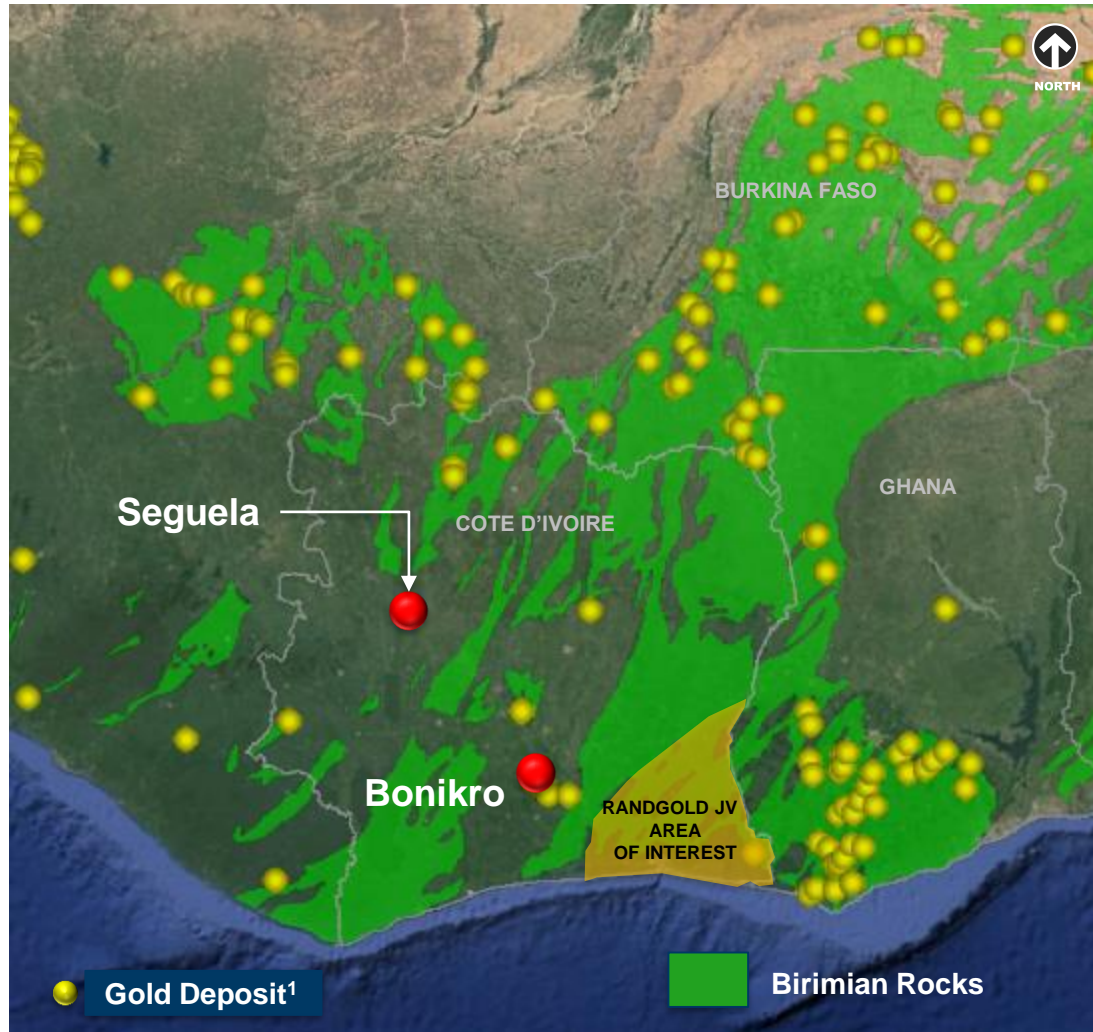 NORTH
BURKINA FASO
GHANA
Seguela
COTE D'IVOIRE
Bonikro
RANDGOLD JV
AREA
OF INTEREST
Gold Deposit¹
Birimian Rocks